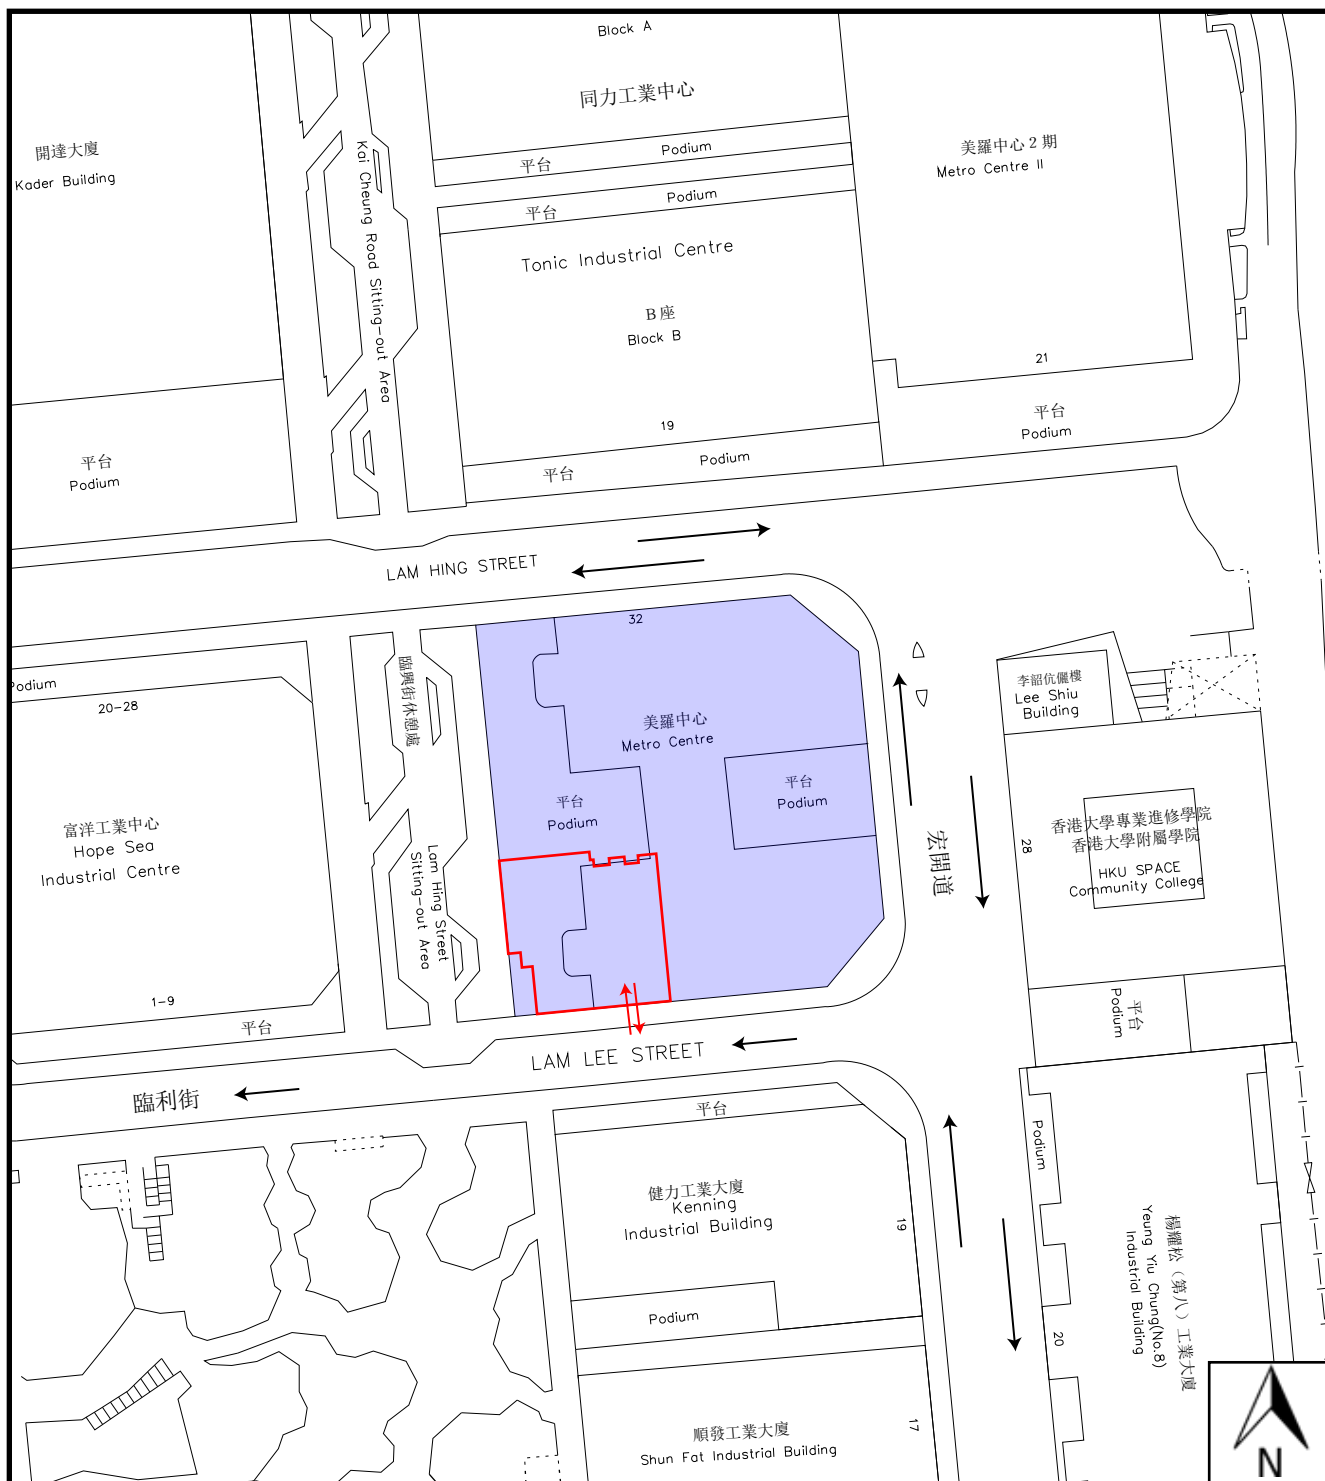 Block A
同力工業中心
開達大廈
Kader Building
Kai Cheung Road Sitting-out Area
平台
Podium
平台
Podium
美羅中心2期
Metro Centre II
Tonic Industrial Centre
B座
Block B
21
19
平台
Podium
平台
Podium
平台
Podium
LAM HING STREET
32
Podium
20-28
臨興街休憩處
美羅中心
Metro Centre
李韶伉儷樓
Lee Shiu
Building
平台
Podium
平台
Podium
富洋工業中心
Hope Sea
Industrial Centre
Lam Hing Street
Sitting-out Area
宏開道
28
香港大學專業進修學院
香港大學附屬學院
HKU SPACE
Community College
1-9
平台
平台
Podium
LAM LEE STREET
臨利街
平台
Podium
健力工業大廈
Kenning
Industrial Building
19
楊耀松（第八）工業大廈
Yeung Yiu Chung(No.8)
Industrial Building
Podium
20
順發工業大廈
Shun Fat Industrial Building
17
N